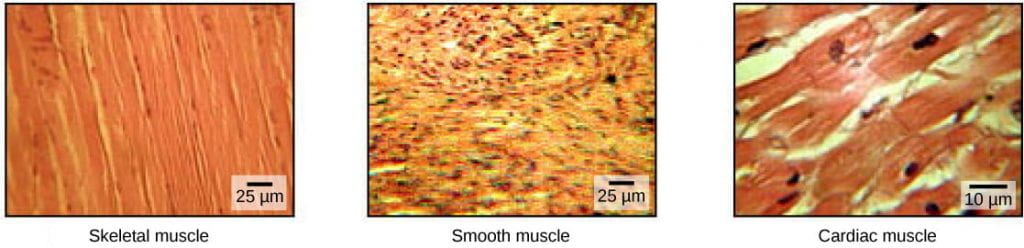 25 µm
25 µm
10 µm
Skeletal muscle
Smooth muscle
Cardiac muscle